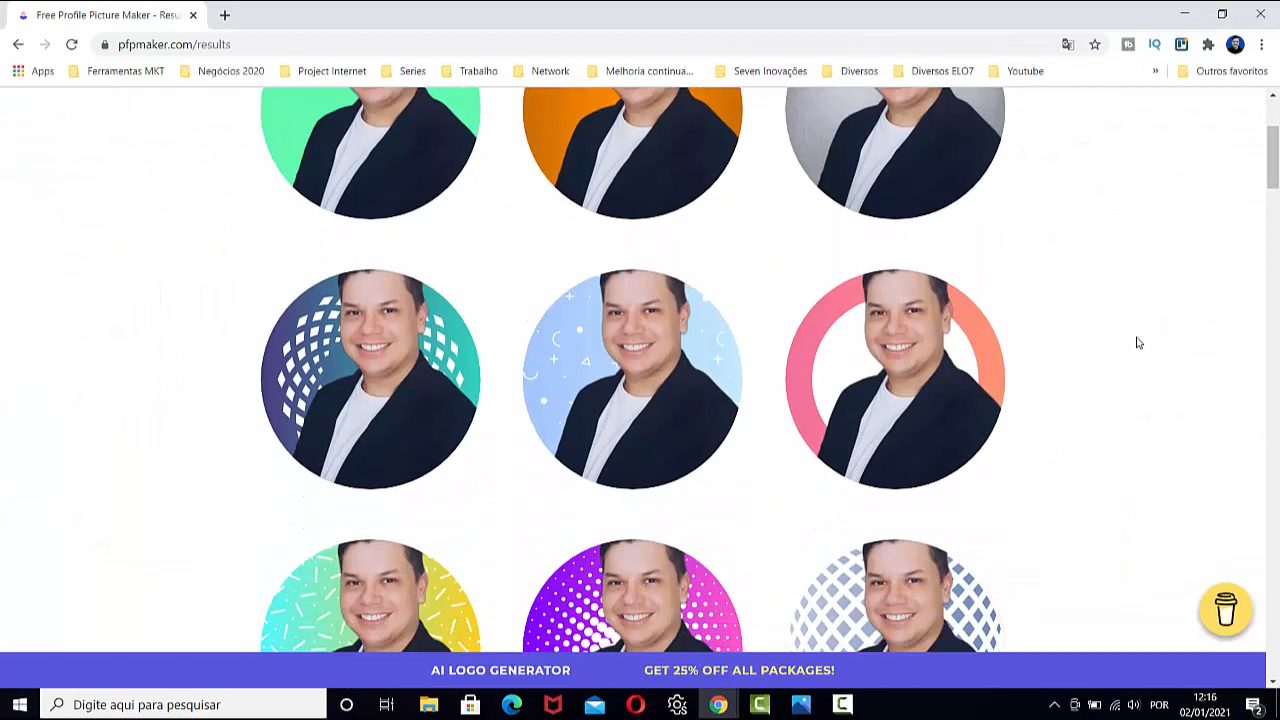 Free Profile Picture Maker - Resu
pfpmaker.com/results
Apps
Ferramentas MKT
Negócios 2020
Project Internet
Series
Trabalho
Network
Melhoria continua...
Seven Inovações
Diversos
Diversos ELO7
Youtube
»
Outros favoritos
AI LOGO GENERATOR
GET 25% OFF ALL PACKAGES!
Digite aqui para pesquisar
POR
12:16
02/01/2021
2